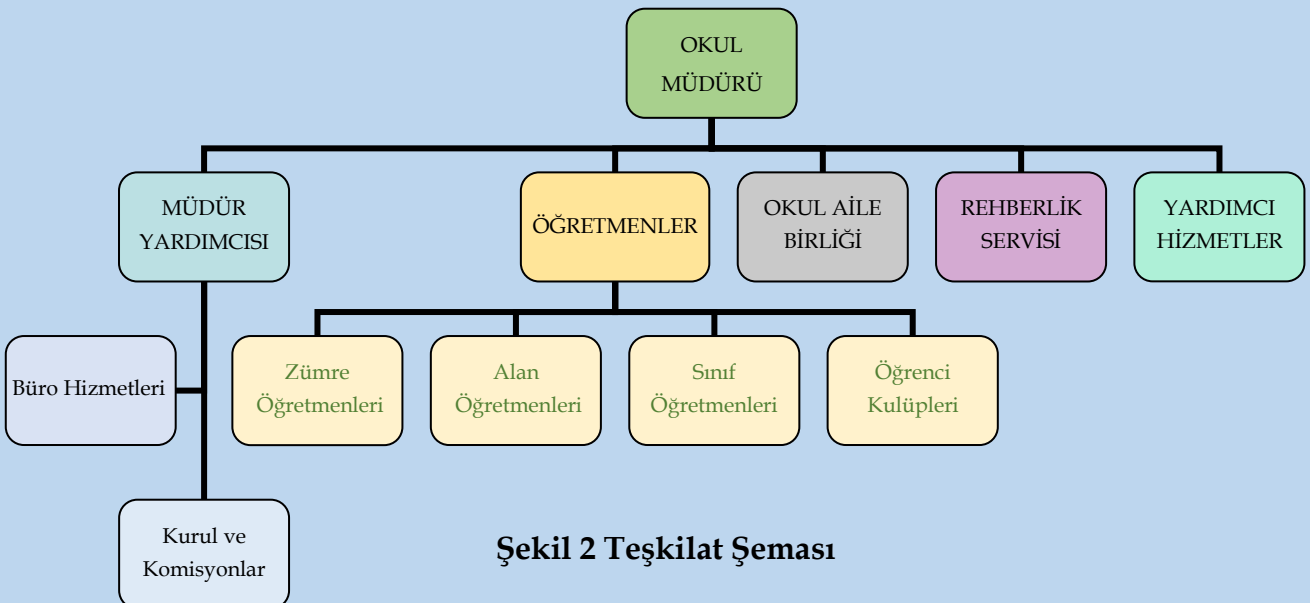 OKUL
MÜDÜRÜ
MÜDÜR
YARDIMCISI
ÖĞRETMENLER
OKUL AİLE
BİRLİĞİ
REHBERLİK
SERVİSİ
YARDIMCI
HİZMETLER
Büro Hizmetleri
Zümre
Öğretmenleri
Alan
Öğretmenleri
Sınıf
Öğretmenleri
Öğrenci
Kulüpleri
Kurul ve
Komisyonlar
Şekil 2 Teşkilat Şeması